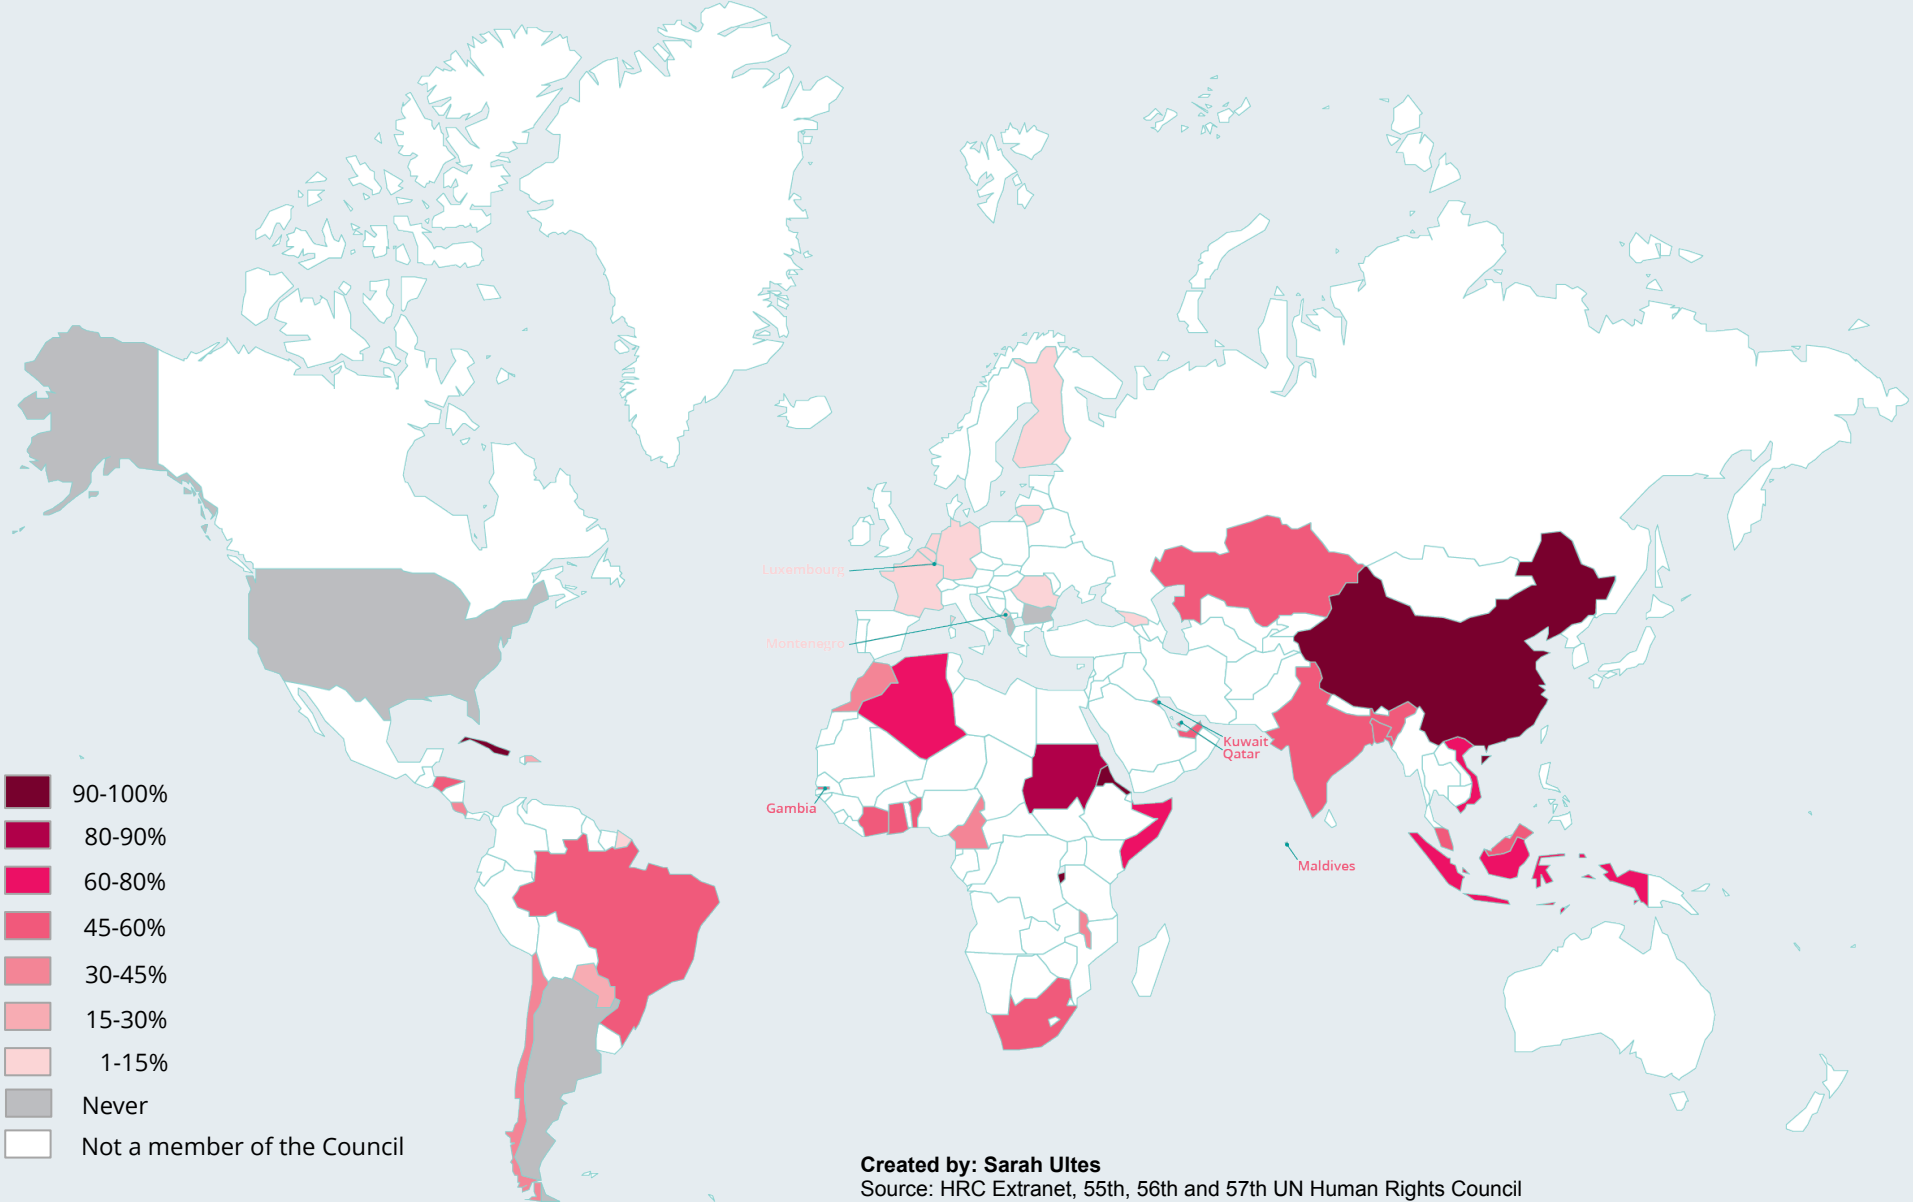 Luxembourg
Montenegro
Kuwait
Qatar
Gambia
Maldives
90-100%
80-90%
60-80%
45-60%
30-45%
15-30%
1-15%
Never
Not a member of the Council
Created by: Sarah Ultes
Source: HRC Extranet, 55th, 56th and 57th UN Human Rights Council